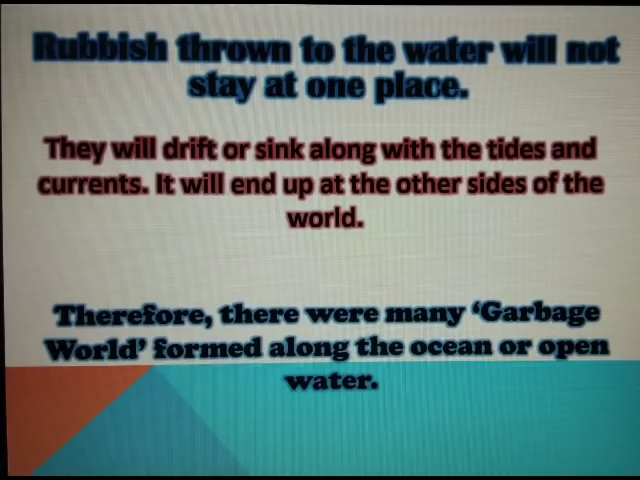 Rubbish thrown to the water will not
stay at one place.
They will drift or sink along with the tides and
currents. It will end up at the other sides of the
world.
Therefore, there were many ‘Garbage
World’ formed along the ocean or open
water.